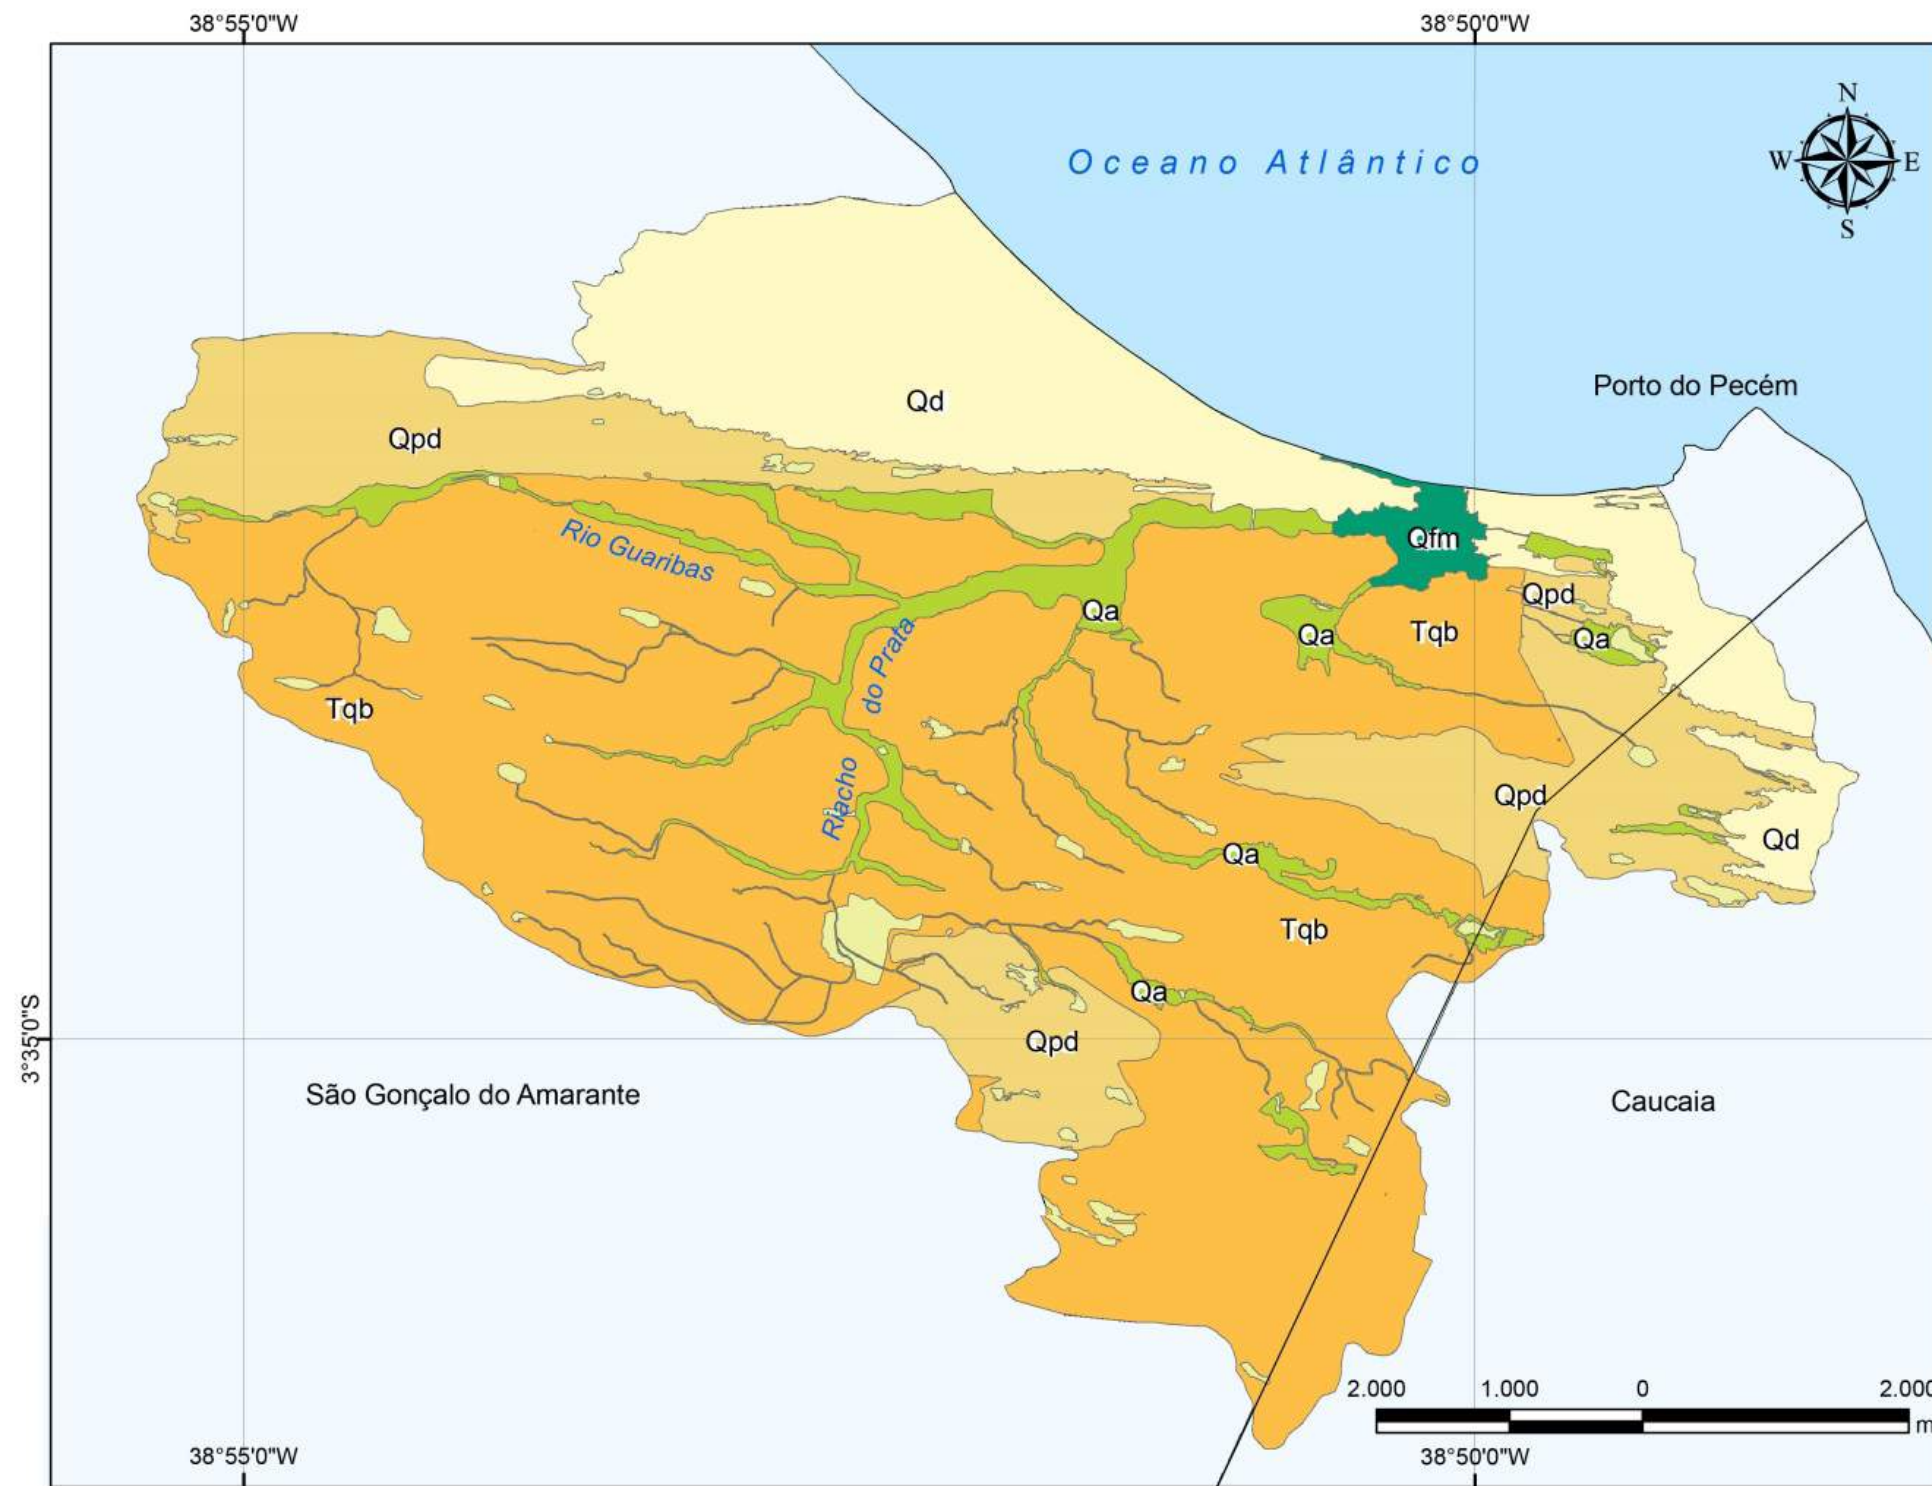 38°55'0"W
38°50'0"W
N
Oceano Atlântico
W
E
S
Porto do Pecém
Qd
Qpd
Rio Guaribas
Qfm
Qpd
Qa
Tqb
Qa
Qa
do Prata
Tqb
Riacho
Qpd
Qd
Qa
Tqb
Qa
Qpd
3°35'0"S
São Gonçalo do Amarante
Caucaia
2.000
1.000
0
2.000
m
38°55'0"W
38°50'0"W